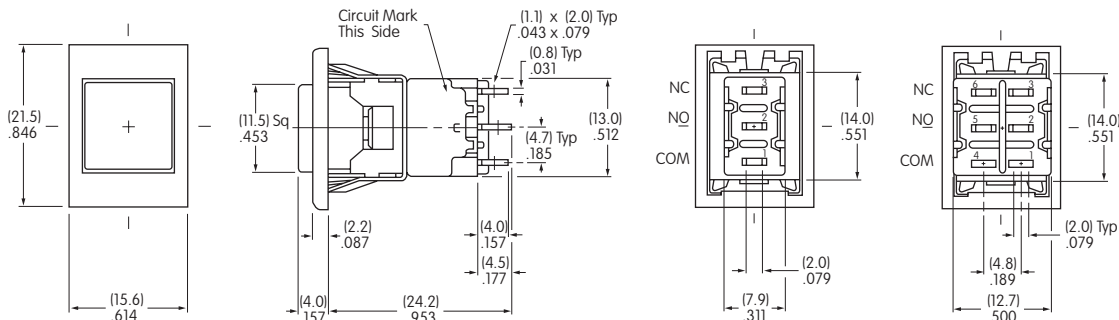 (21.5)
.846
(15.6)
.614
Circuit Mark
This Side
(1.1) x (2.0) Typ
.043 x .079
(0.8) Typ
.031
(11.5) Sq
.453
(13.0)
.512
(4.7) Typ
.185
(2.2)
.087
(4.0)
.157
(4.5)
.177
(4.0)
.157
(24.2)
.953
NC
NO
COM
3
2
1
(14.0)
.551
(2.0)
.079
(7.9)
.311
NC
NO
COM
6 3
5 2
4 1
(14.0)
.551
(2.0) Typ
.079
(4.8)
.189
(12.7)
.500